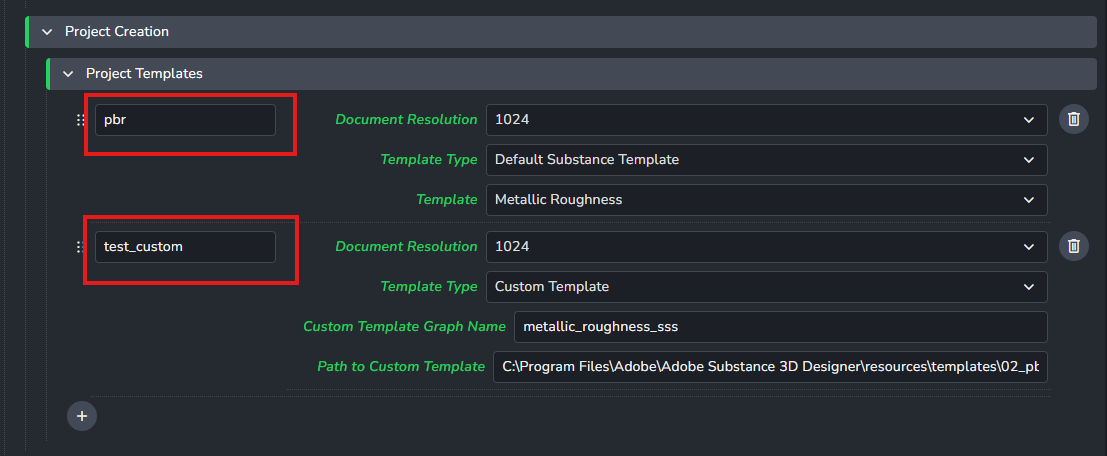 Project Creation
Project Templates
pbr
Document Resolution 1024
Template Type Default Substance Template
Template Metallic Roughness
test_custom
Document Resolution 1024
Template Type Custom Template
Custom Template Graph Name metallic_roughness_sss
Path to Custom Template C:\Program Files\Adobe\Adobe Substance 3D Designer\resources\templates\02_pb